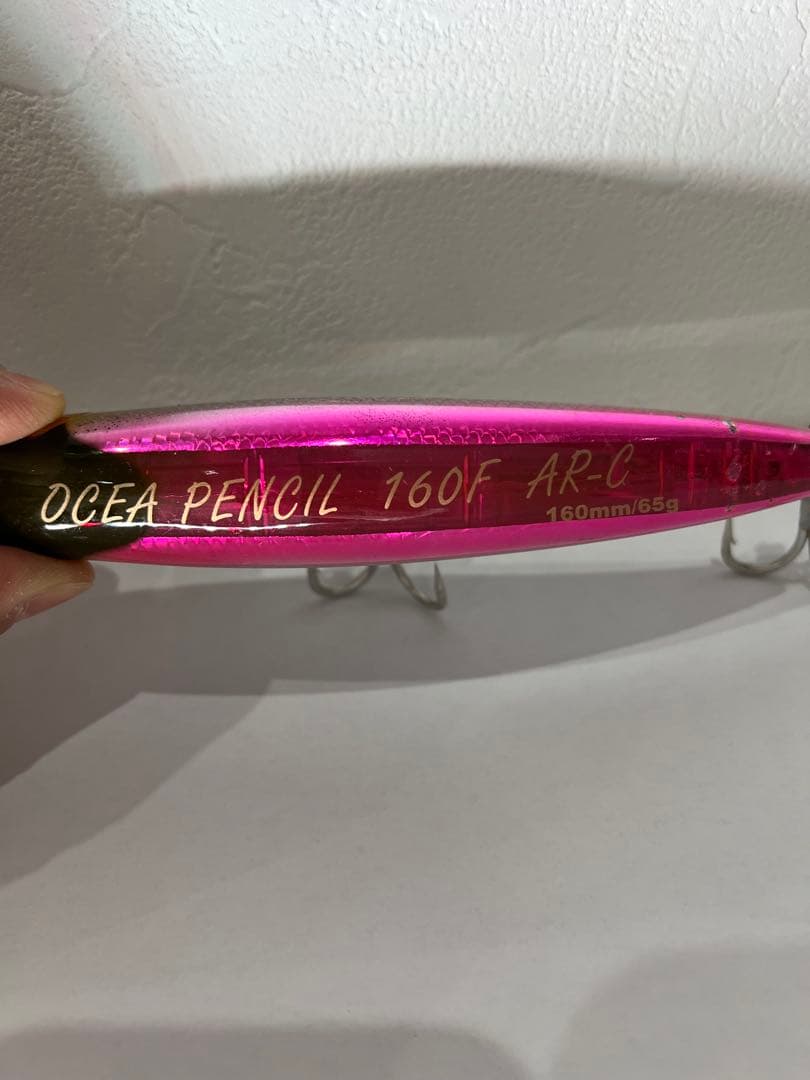 OCEA PENCIL 160F AR-C
160mm/65g